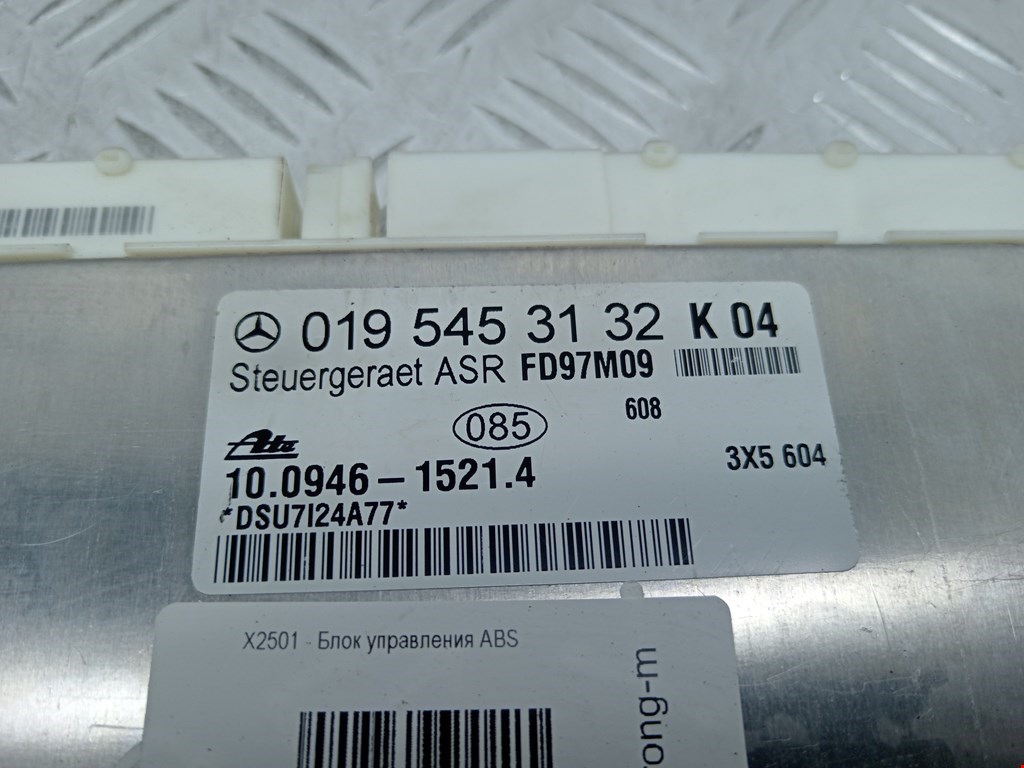 019 545 31 32 K 04
Steuergeraet ASR FD97M09
085
608
Ate
10.0946-1521.4
3X5 604
*DSU7I24A77*
X2501 - Блок управления ABS
rong-m